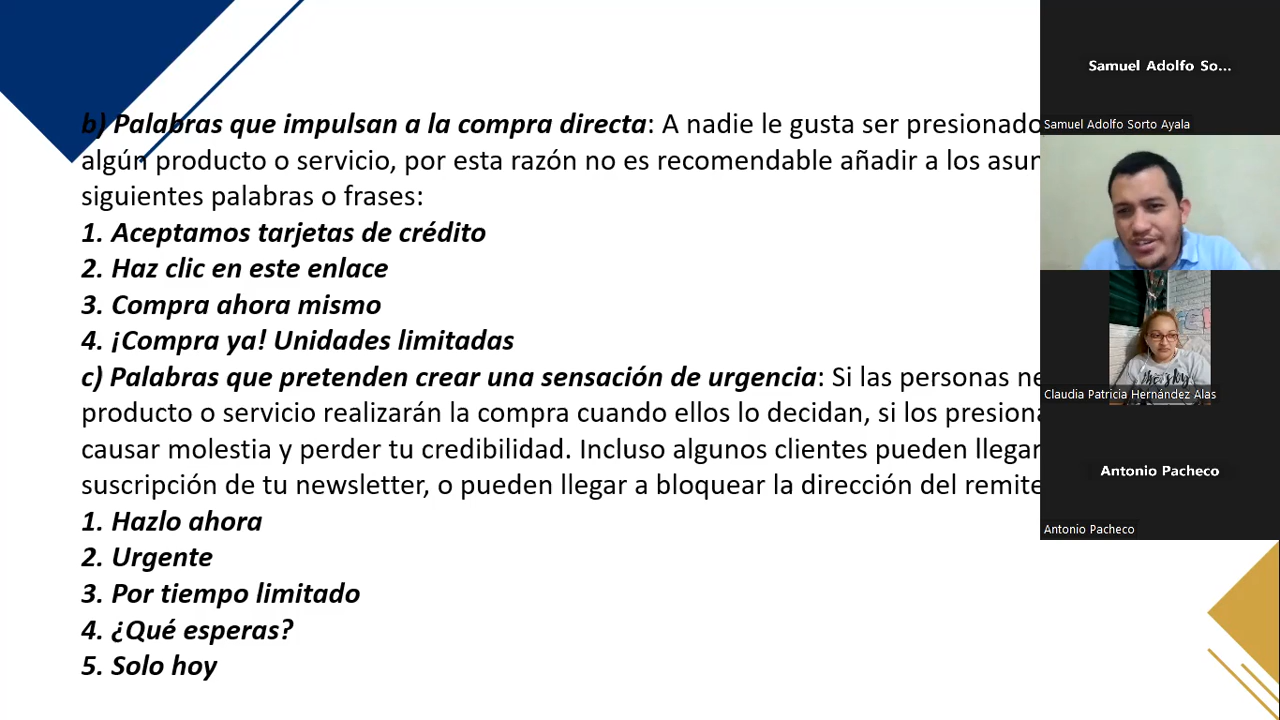 b) Palabras que impulsan a la compra directa: A nadie le gusta ser presionado
algún producto o servicio, por esta razón no es recomendable añadir a los
siguientes palabras o frases:
1. Aceptamos tarjetas de crédito
2. Haz clic en este enlace
3. Compra ahora mismo
4. ¡Compra ya! Unidades limitadas
c) Palabras que pretenden crear una sensación de urgencia: Si las personas
producto o servicio realizarán la compra cuando ellos lo decidan, si los
causar molestia y perder tu credibilidad. Incluso algunos clientes pueden llegar
suscripción de tu newsletter, o pueden llegar a bloquear la dirección del
1. Hazlo ahora
2. Urgente
3. Por tiempo limitado
4. ¿Qué esperas?
5. Solo hoy
Samuel Adolfo So...
Samuel Adolfo Sorto Ayala
Claudia Patricia Hernández Alas
Antonio Pacheco
Antonio Pacheco